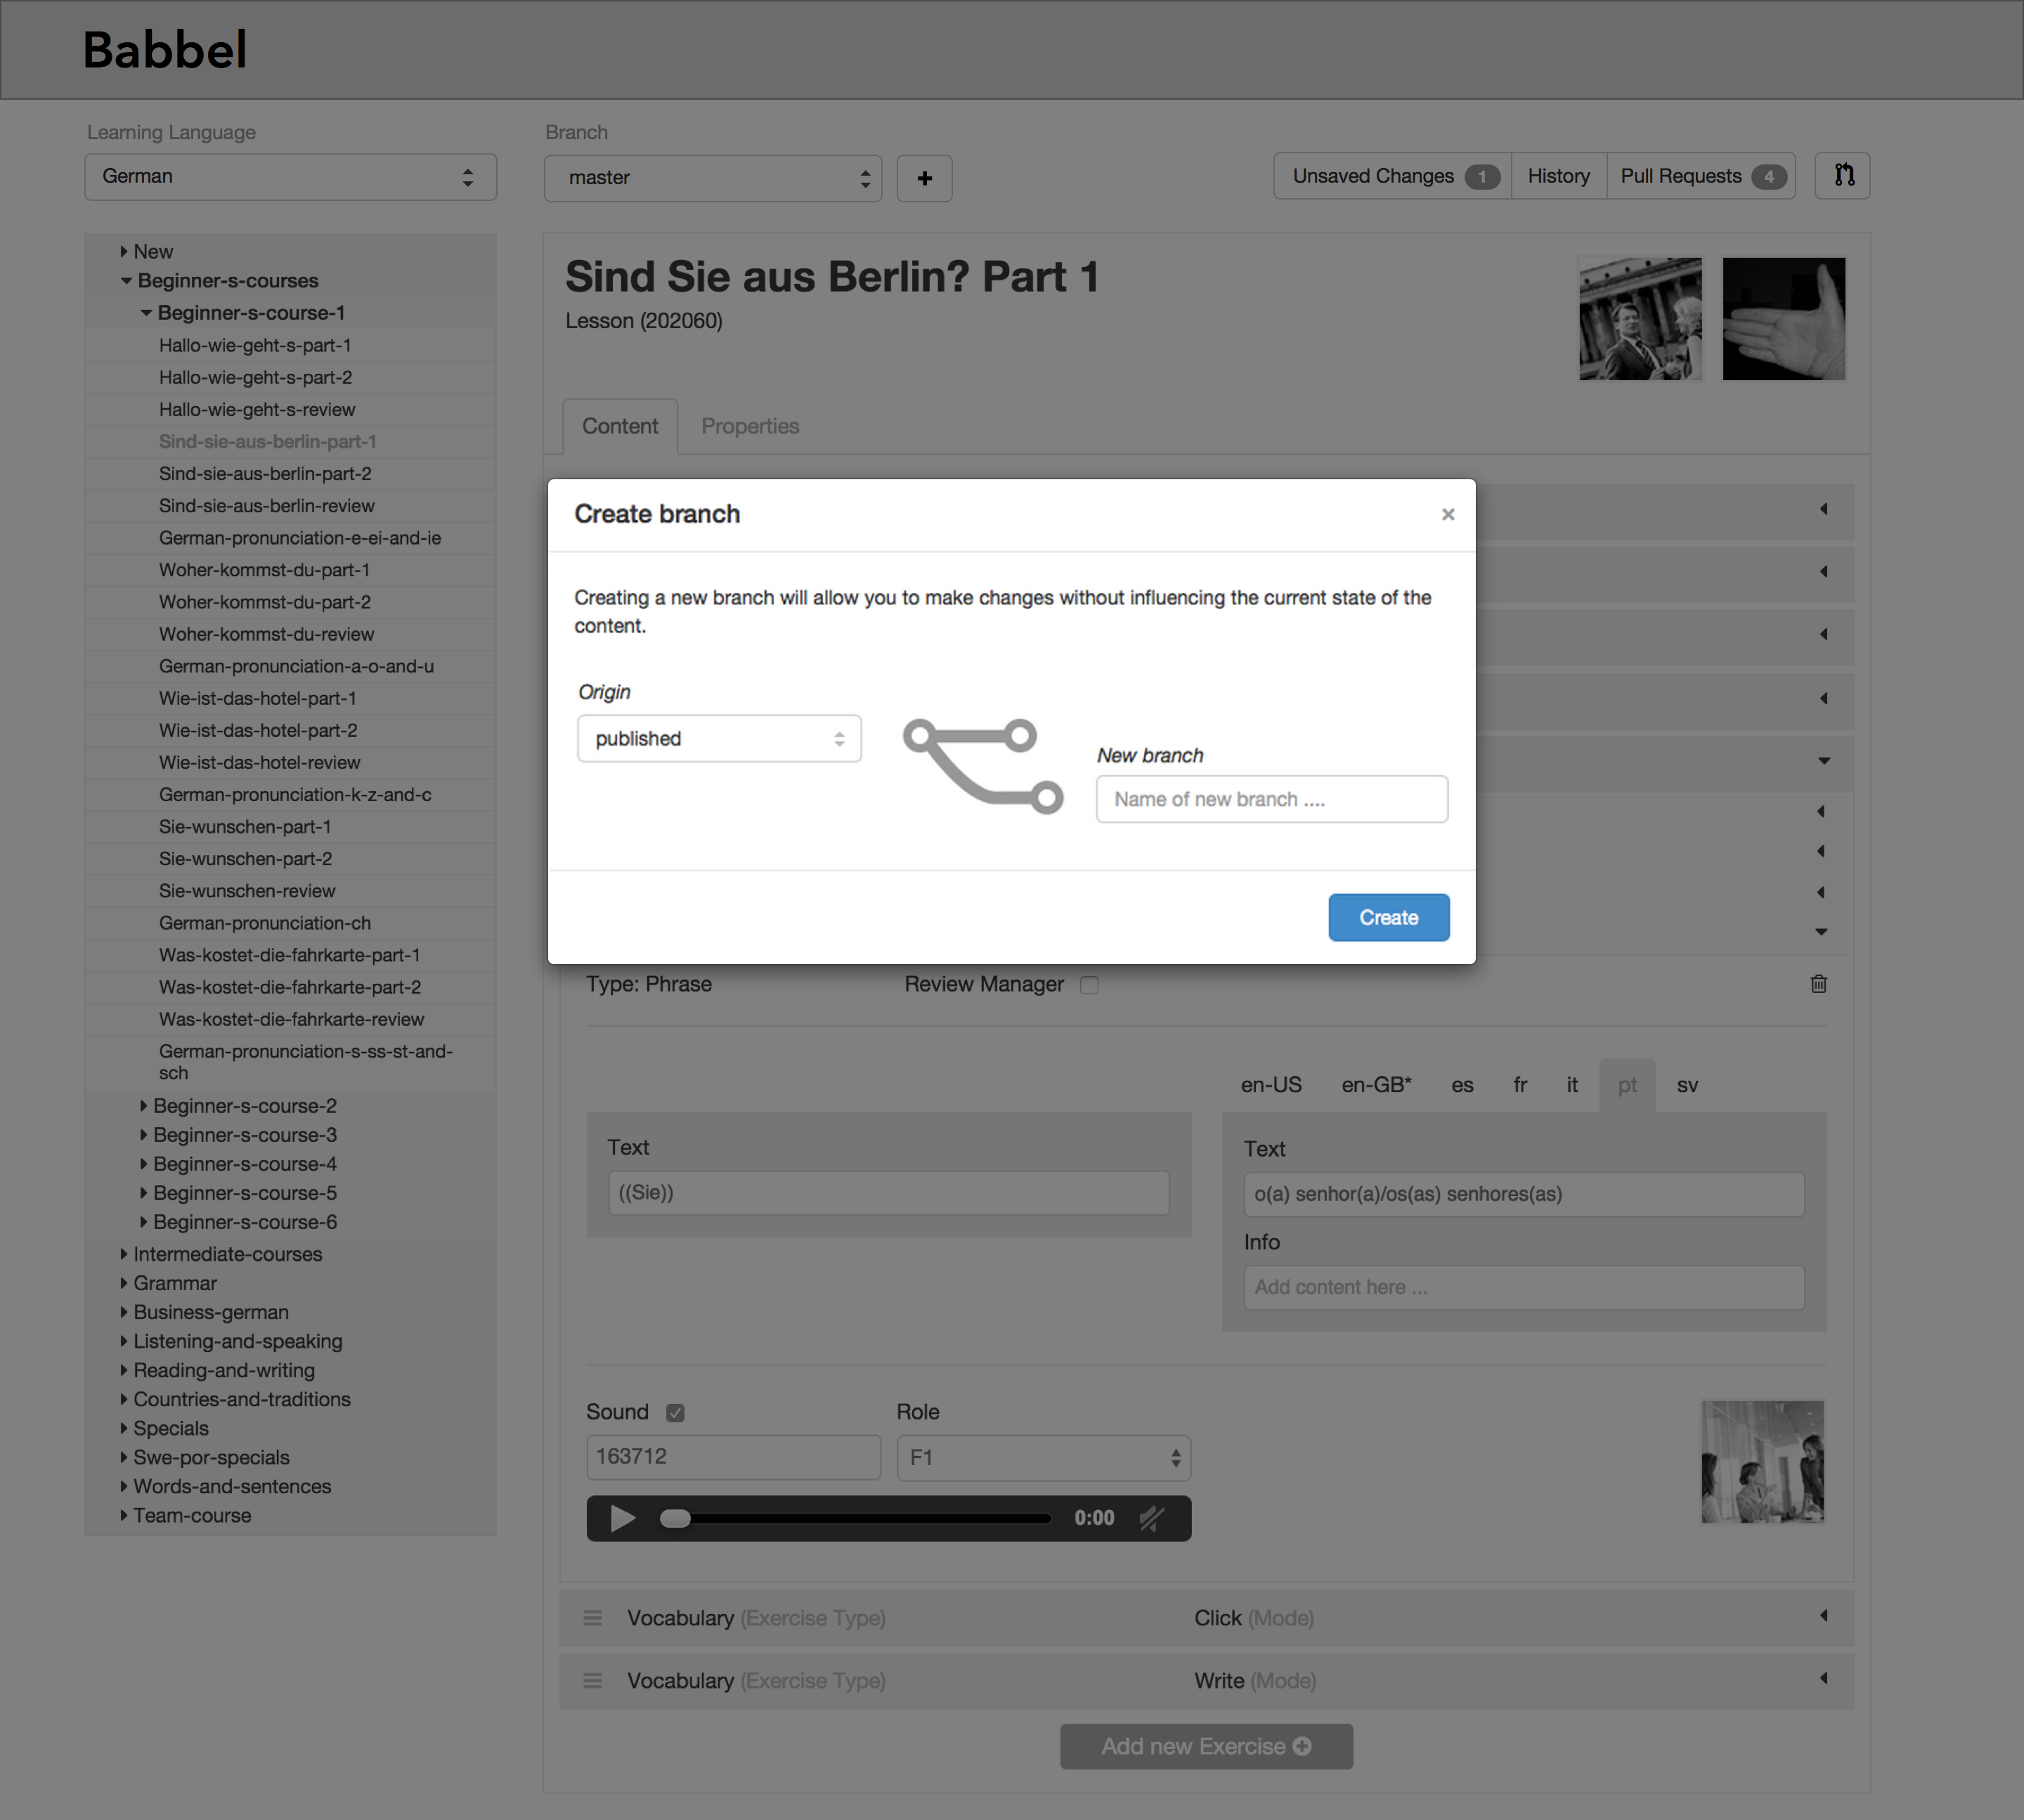 Babbel
Learning Language
German
Branch
master
+
Unsaved Changes 1
History
Pull Requests 4
New
Beginner-s-courses
Beginner-s-course-1
Hallo-wie-geht-s-part-1
Hallo-wie-geht-s-part-2
Hallo-wie-geht-s-review
Sind-sie-aus-berlin-part-1
Sind-sie-aus-berlin-part-2
Sind-sie-aus-berlin-review
German-pronunciation-e-ei-and-ie
Woher-kommst-du-part-1
Woher-kommst-du-part-2
Woher-kommst-du-review
German-pronunciation-a-o-and-u
Wie-ist-das-hotel-part-1
Wie-ist-das-hotel-part-2
Wie-ist-das-hotel-review
German-pronunciation-k-z-and-c
Sie-wunschen-part-1
Sie-wunschen-part-2
Sie-wunschen-review
German-pronunciation-ch
Was-kostet-die-fahrkarte-part-1
Was-kostet-die-fahrkarte-part-2
Was-kostet-die-fahrkarte-review
German-pronunciation-s-ss-st-and-
sch
Beginner-s-course-2
Beginner-s-course-3
Beginner-s-course-4
Beginner-s-course-5
Beginner-s-course-6
Intermediate-courses
Grammar
Business-german
Listening-and-speaking
Reading-and-writing
Countries-and-traditions
Specials
Swe-por-specials
Words-and-sentences
Team-course
Sind Sie aus Berlin? Part 1
Lesson (202060)
Content
Properties
Create branch
×
Creating a new branch will allow you to make changes without influencing the current state of the
content.
Origin
published
New branch
Name of new branch ....
Create
Type: Phrase
Review Manager
en-US en-GB* es fr it pt sv
Text
((Sie))
Text
o(a) senhor(a)/os(as) senhores(as)
Info
Add content here ...
Sound
163712
Role
F1
0:00
Vocabulary (Exercise Type) Click (Mode)
Vocabulary (Exercise Type) Write (Mode)
Add new Exercise